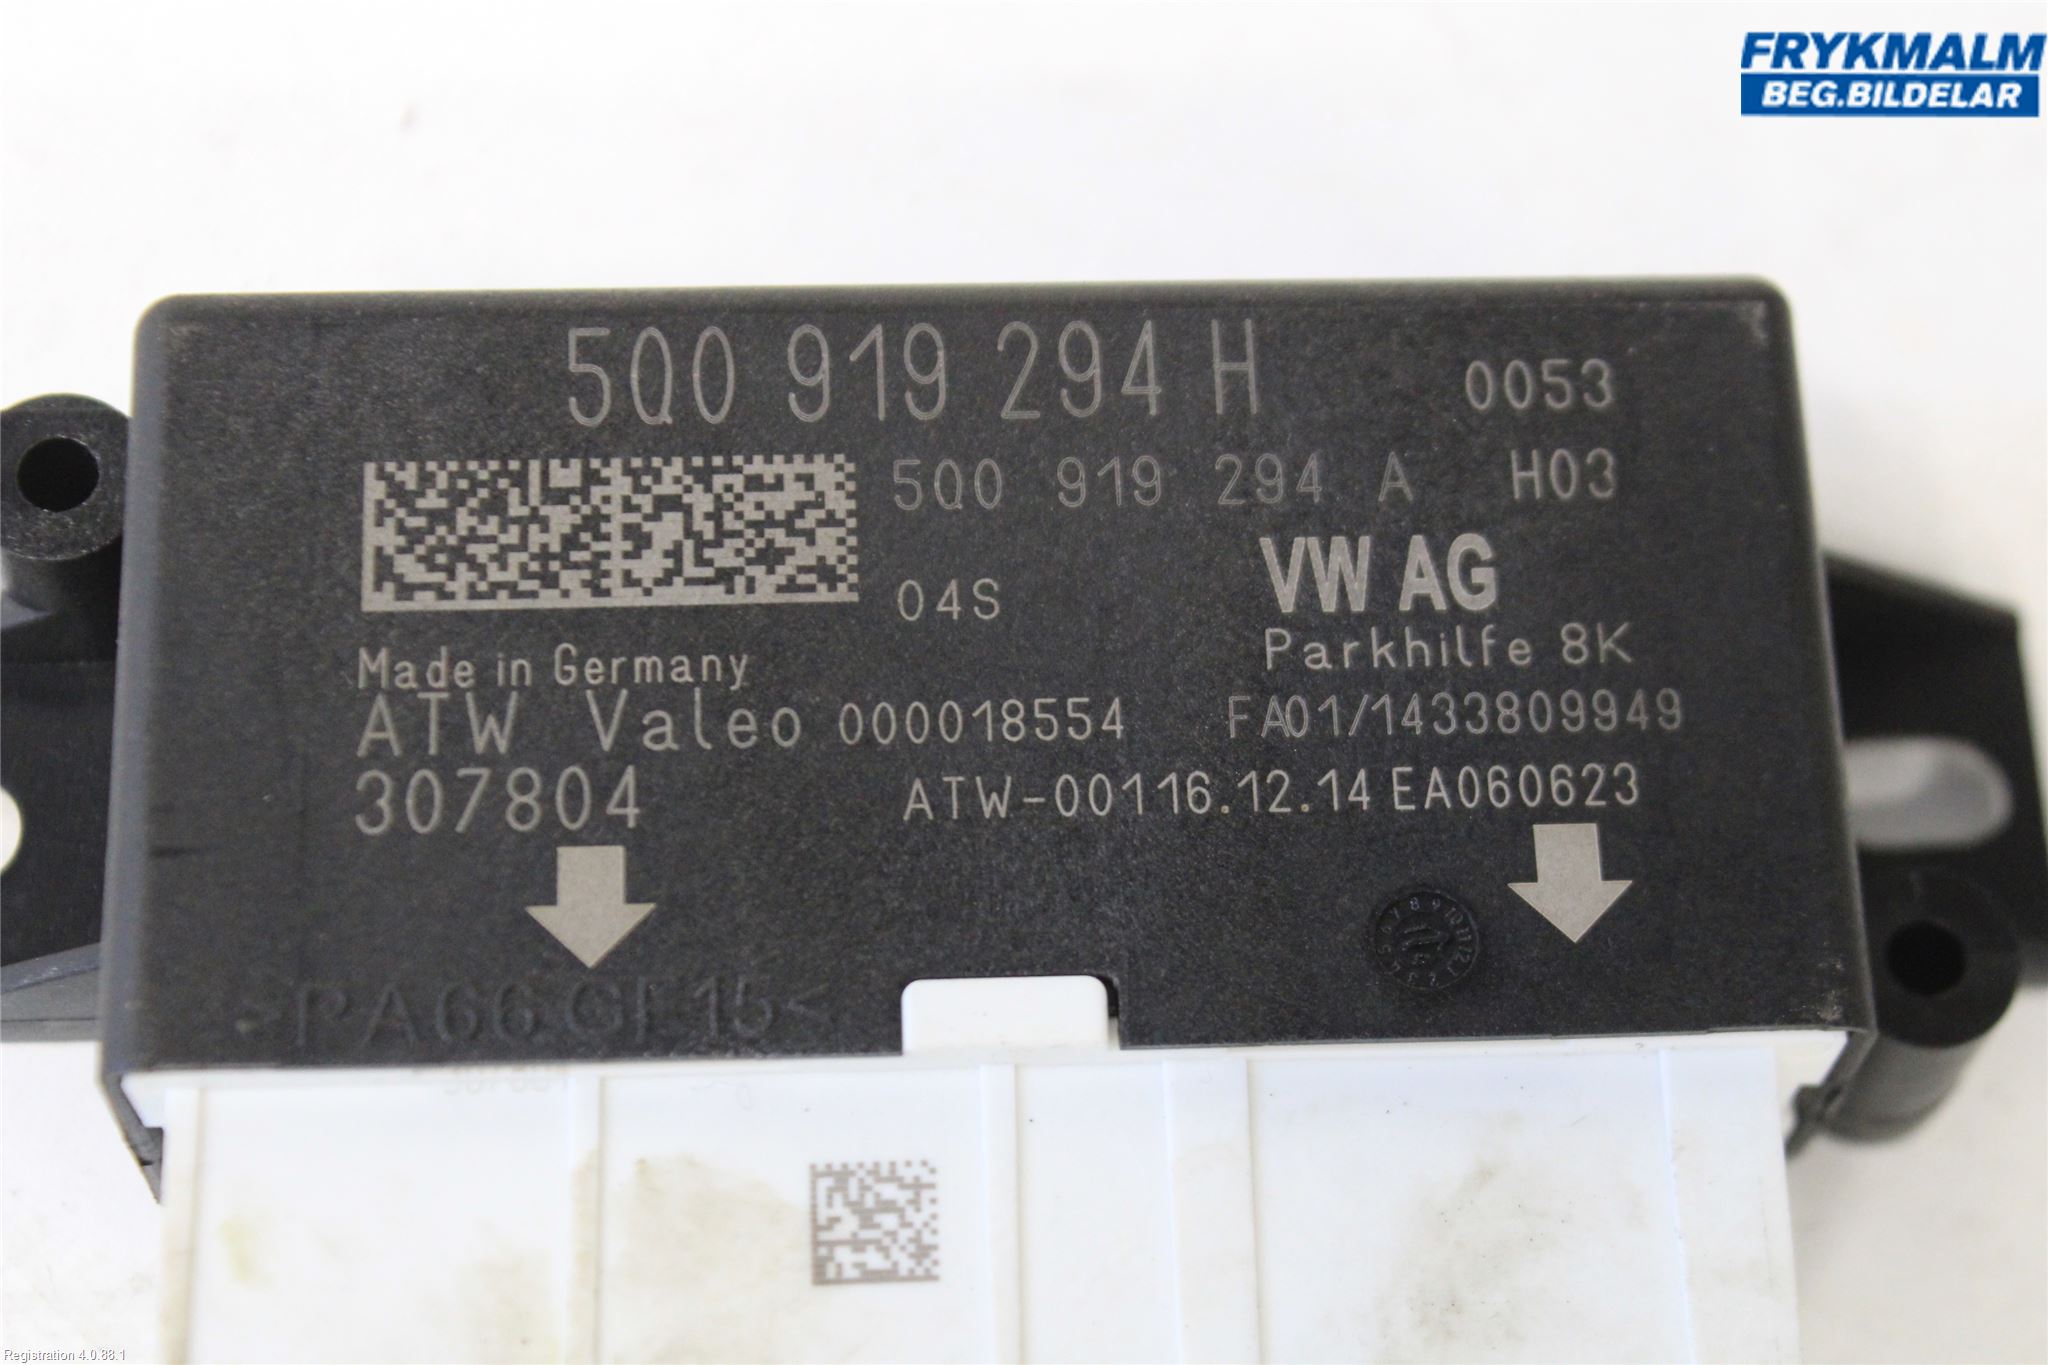 FRYKMALM
BEG.BILDELAR
5Q0 919 294 H 0053
5Q0 919 294 A H03
VW AG
04S
Parkhilfe 8K
Made in Germany
ATW Valeo 000018554 FA01/1433809949
307804 ATW-00116.12.14 EA060623
>PA66 GF15<
Registration 4.0.88.1